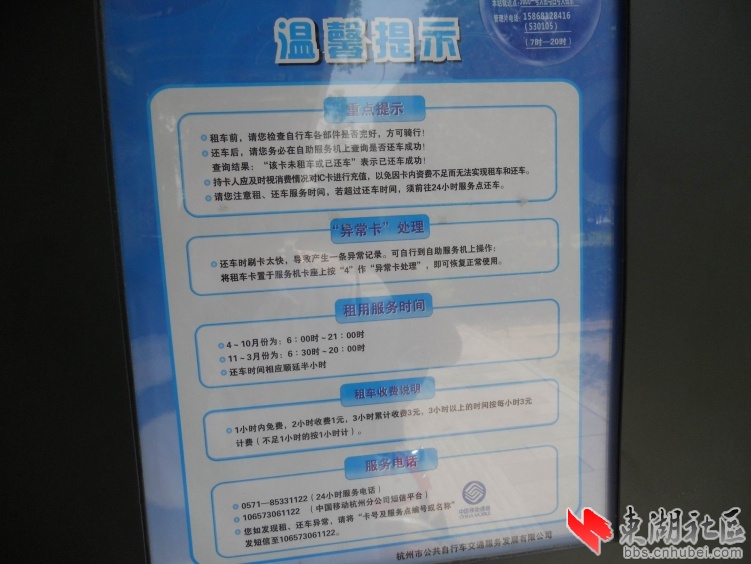 15868128416
(530105)
(7时—20时)
温馨提示
重点提示
租车前，请您检查自行车各部件是否完好，方可骑行！
还车后，请您务必在自助服务机上查询是否还车成功！
查询结果：“该卡未租车或已还车”表示已还车成功！
持卡人应及时视消费情况对IC卡进行充值，以免因卡内资费不足而无法实现租车和还车。
请您注意租、还车服务时间，若超过还车时间，须前往24小时服务点还车。
“异常卡”处理
还车时刷卡太快，导致产生一条异常记录。可自行到自助服务机上操作：
将租车卡置于服务机卡座上按“4”作“异常卡处理”，即可恢复正常使用。
租用服务时间
4－10月份为：6：00时~21：00时
11－3月份为：6：30时~20：00时
还车时间相应顺延半小时
租车收费说明
1小时内免费，2小时收费1元，3小时累计收费3元，3小时以上的时间按每小时3元
计费（不足1小时的按1小时计）。
服务电话
0571—85331122（24小时服务电话）
106573061122 （中国移动杭州分公司短信平台）
您如发现租、还车异常，请将“卡号及服务点编号或名称”
发短信至106573061122。
中国移动通信
杭州市公共自行车交通服务发展有限公司
东湖社区
bbs.cnhubei.com